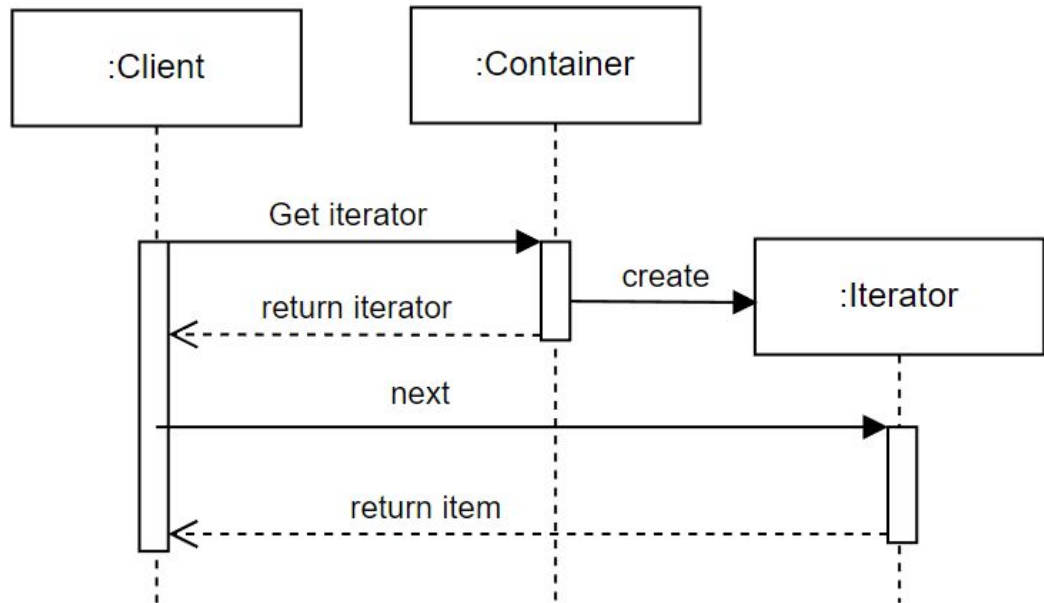 :Client
:Container
Get iterator
create
:Iterator
return iterator
next
return item